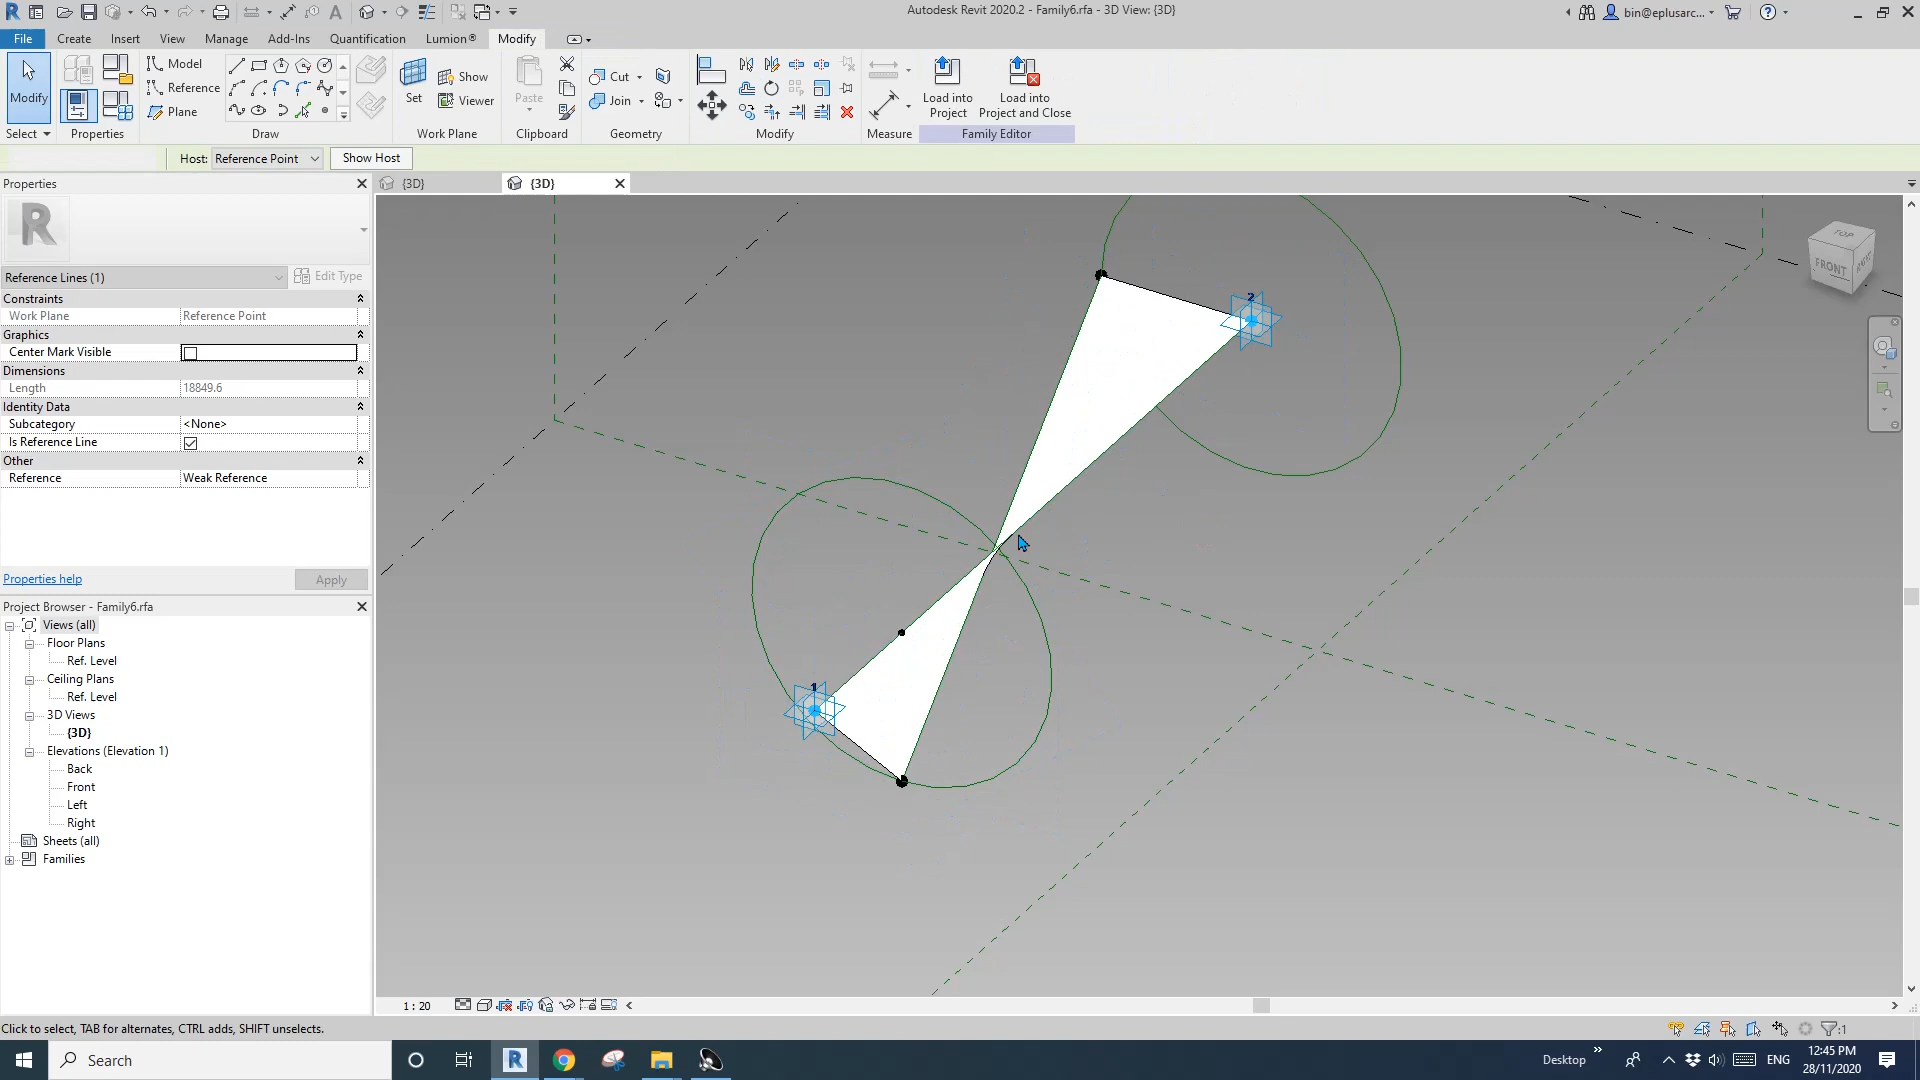 Autodesk Revit 2020.2 - Family6.rfa - 3D View: {3D}
bin@eplusarc...
File
Create
Insert
View
Manage
Add-Ins
Quantification
Lumion®
Modify
Modify
Select
Properties
Model
Reference
Plane
Draw
Set
Show
Viewer
Work Plane
Paste
Clipboard
Cut
Join
Geometry
Modify
Measure
Load into
Project
Load into
Project and Close
Family Editor
Host: Reference Point
Show Host
Properties
{3D}
{3D}
R
Reference Lines (1)
Edit Type
Constraints
Work Plane Reference Point
Graphics
Center Mark Visible
Dimensions
Length 18849.6
Identity Data
Subcategory <None>
Is Reference Line
Other
Reference Weak Reference
Properties help
Apply
Project Browser - Family6.rfa
Views (all)
Floor Plans
Ref. Level
Ceiling Plans
Ref. Level
3D Views
{3D}
Elevations (Elevation 1)
Back
Front
Left
Right
Sheets (all)
Families
2
1
TOP
FRONT
1 : 20
Click to select, TAB for alternates, CTRL adds, SHIFT unselects.
:1
Search
Desktop
ENG
12:45 PM
28/11/2020